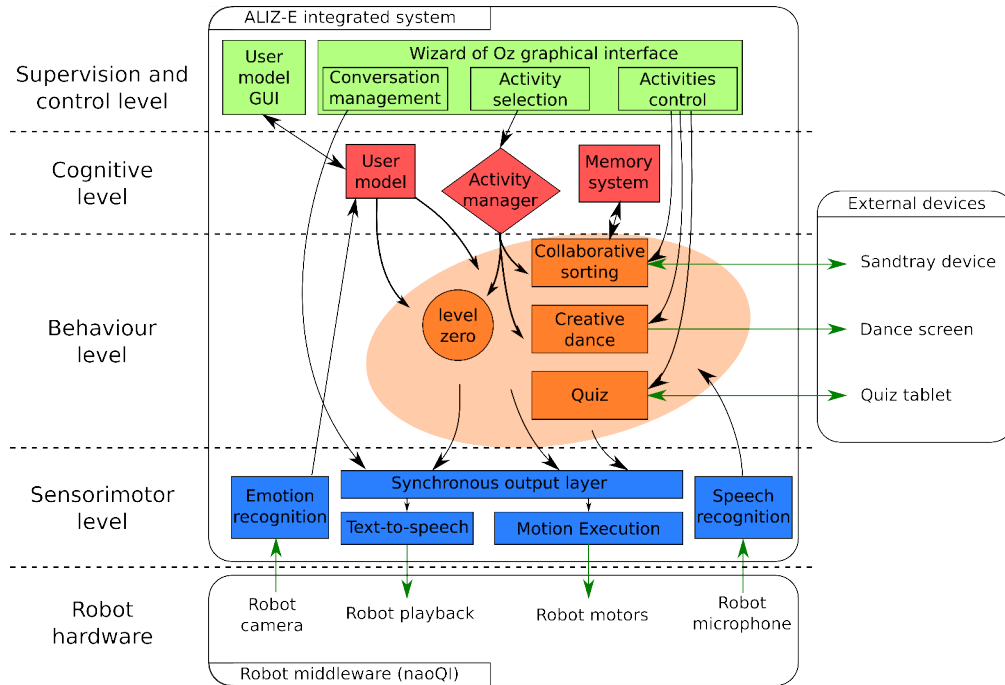 ALIZ-E integrated system
Supervision and
control level
User
model
GUI
Wizard of Oz graphical interface
Conversation
management
Activity
selection
Activities
control
Cognitive
level
User
model
Activity
manager
Memory
system
External devices
Behaviour
level
level
zero
Collaborative
sorting
Creative
dance
Quiz
Sandtray device
Dance screen
Quiz tablet
Sensorimotor
level
Emotion
recognition
Synchronous output layer
Text-to-speech
Motion Execution
Speech
recognition
Robot
hardware
Robot
camera
Robot playback
Robot motors
Robot
microphone
Robot middleware (naoQI)